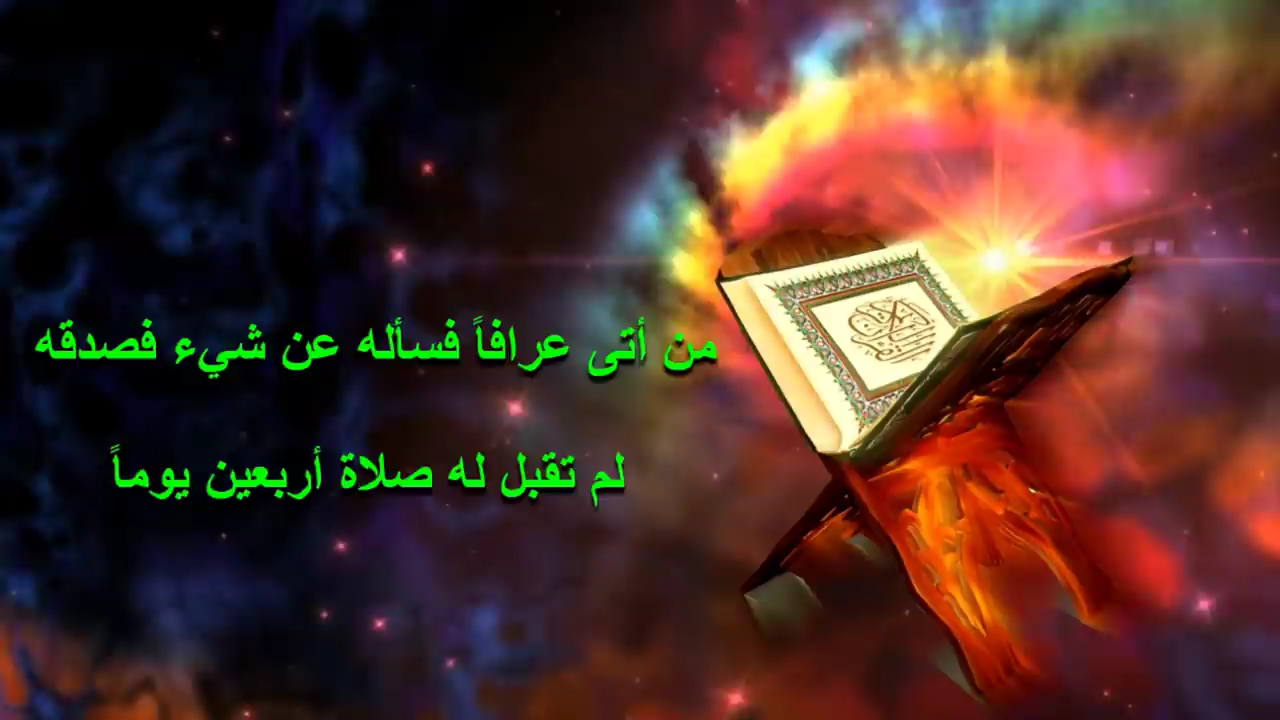 من أتى عرافاً فسأله عن شيء فصدقه
لم تقبل له صلاة أربعين يوماً